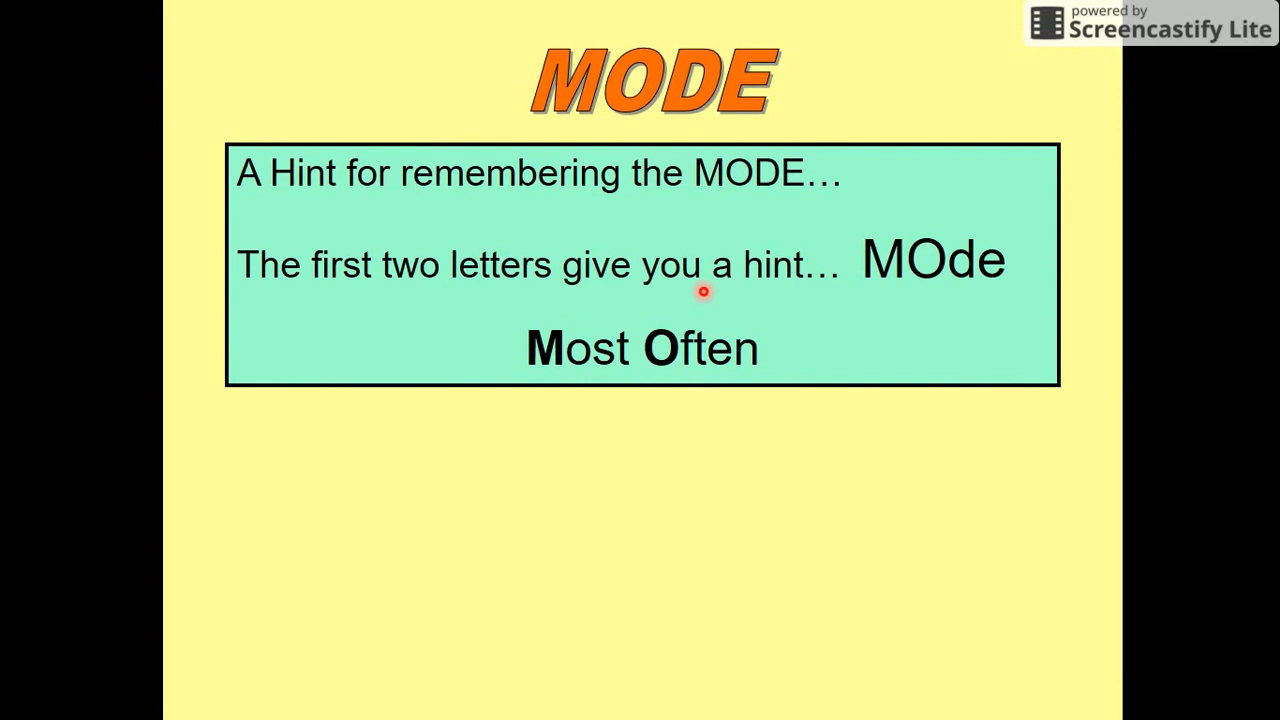 powered by
Screencastify Lite
MODE
A Hint for remembering the MODE…
The first two letters give you a hint… MOde
Most Often